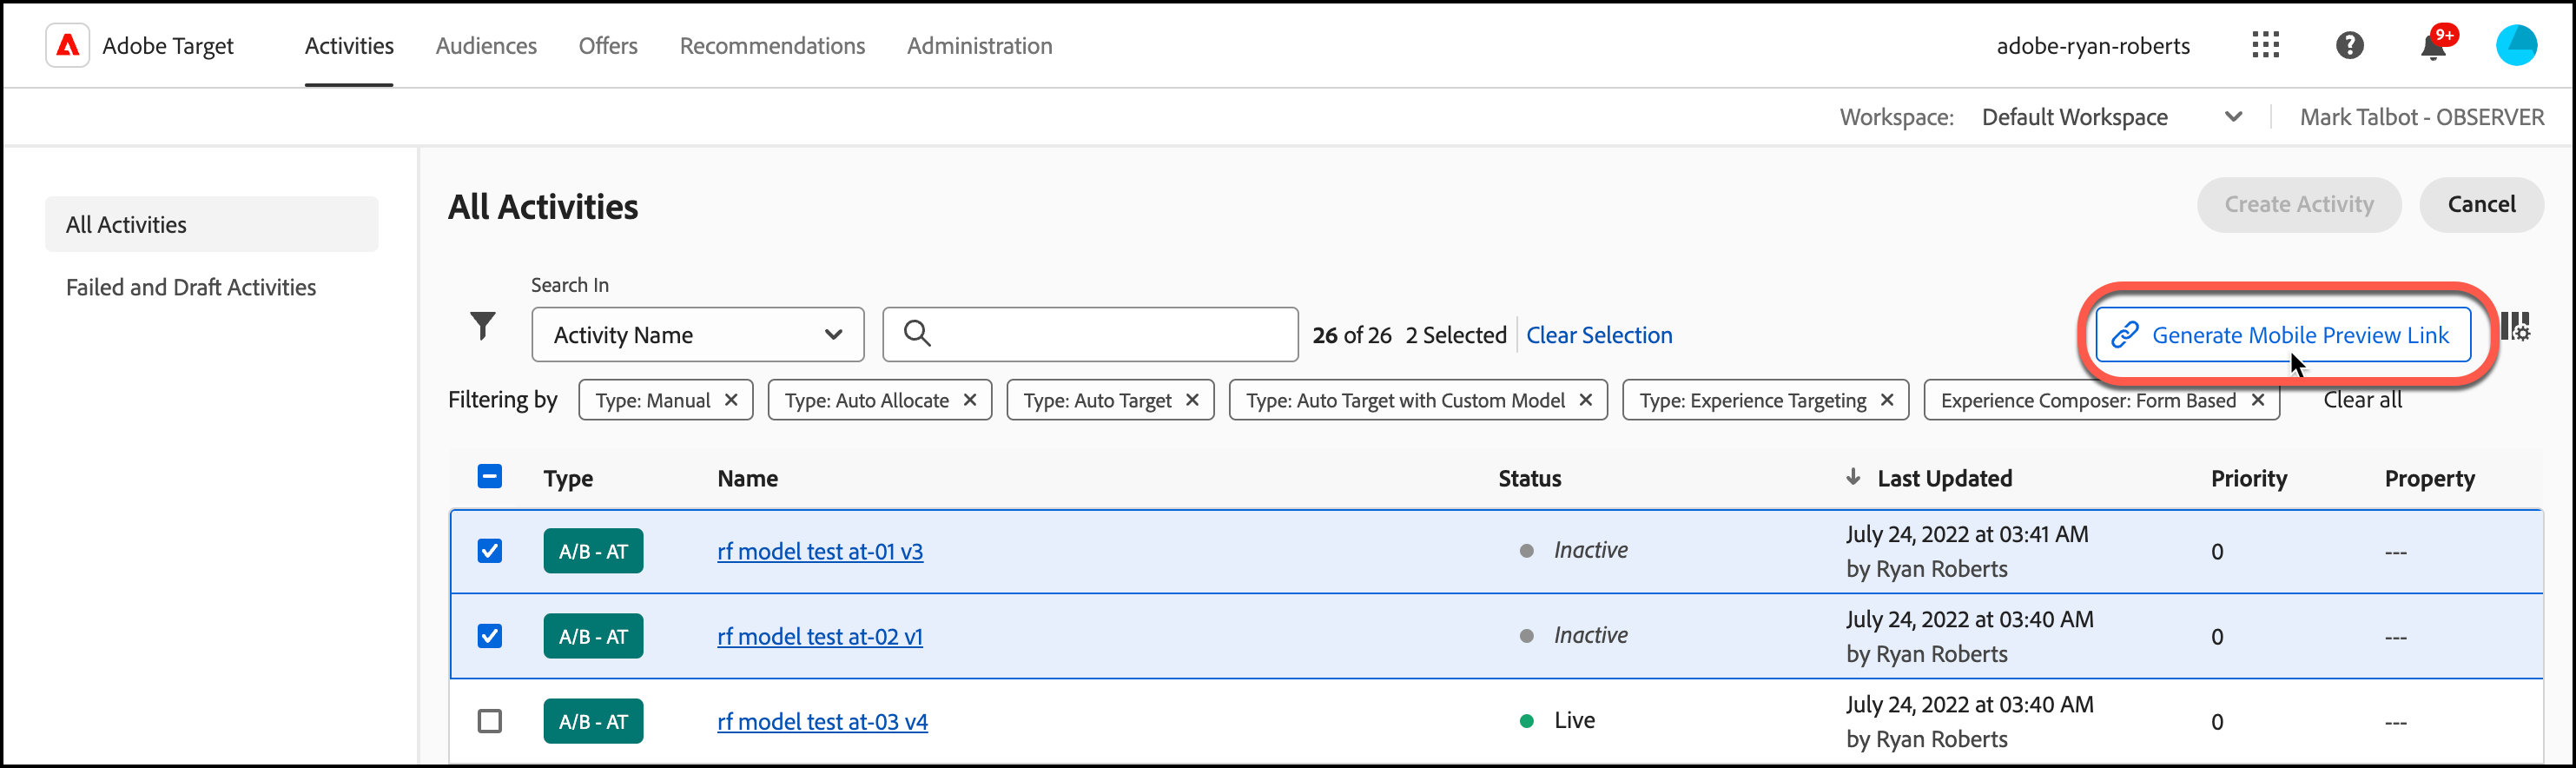 Adobe Target Activities Audiences Offers Recommendations Administration adobe-ryan-roberts 9+
Workspace: Default Workspace Mark Talbot - OBSERVER
All Activities
Failed and Draft Activities
All Activities Create Activity Cancel
Search In
Activity Name 26 of 26 2 Selected Clear Selection Generate Mobile Preview Link
Filtering by Type: Manual Type: Auto Allocate Type: Auto Target Type: Auto Target with Custom Model Type: Experience Targeting Experience Composer: Form Based Clear all
Type Name Status Last Updated Priority Property
A/B - AT rf model test at-01 v3 Inactive July 24, 2022 at 03:41 AM 0 ---
by Ryan Roberts
A/B - AT rf model test at-02 v1 Inactive July 24, 2022 at 03:40 AM 0 ---
by Ryan Roberts
A/B - AT rf model test at-03 v4 Live July 24, 2022 at 03:40 AM 0 ---
by Ryan Roberts